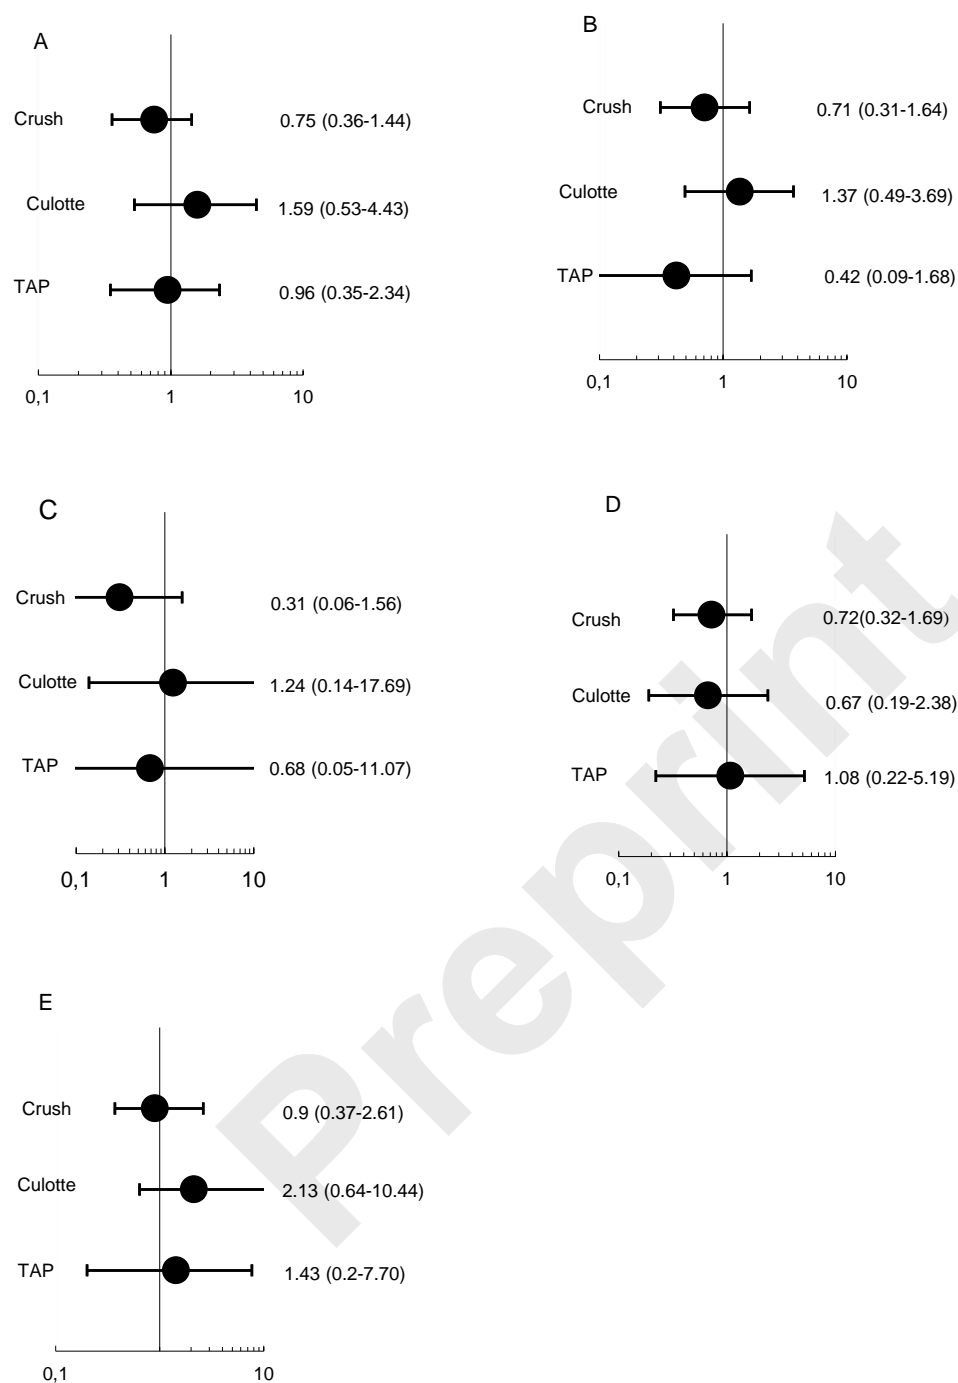 A
Crush 0.75 (0.36-1.44)
Culotte 1.59 (0.53-4.43)
TAP 0.96 (0.35-2.34)
0,1 1 10
B
Crush 0.71 (0.31-1.64)
Culotte 1.37 (0.49-3.69)
TAP 0.42 (0.09-1.68)
0,1 1 10
C
Crush 0.31 (0.06-1.56)
Culotte 1.24 (0.14-17.69)
TAP 0.68 (0.05-11.07)
0,1 1 10
D
Crush 0.72(0.32-1.69)
Culotte 0.67 (0.19-2.38)
TAP 1.08 (0.22-5.19)
0,1 1 10
E
Crush 0.9 (0.37-2.61)
Culotte 2.13 (0.64-10.44)
TAP 1.43 (0.2-7.70)
0,1 10
Preprint